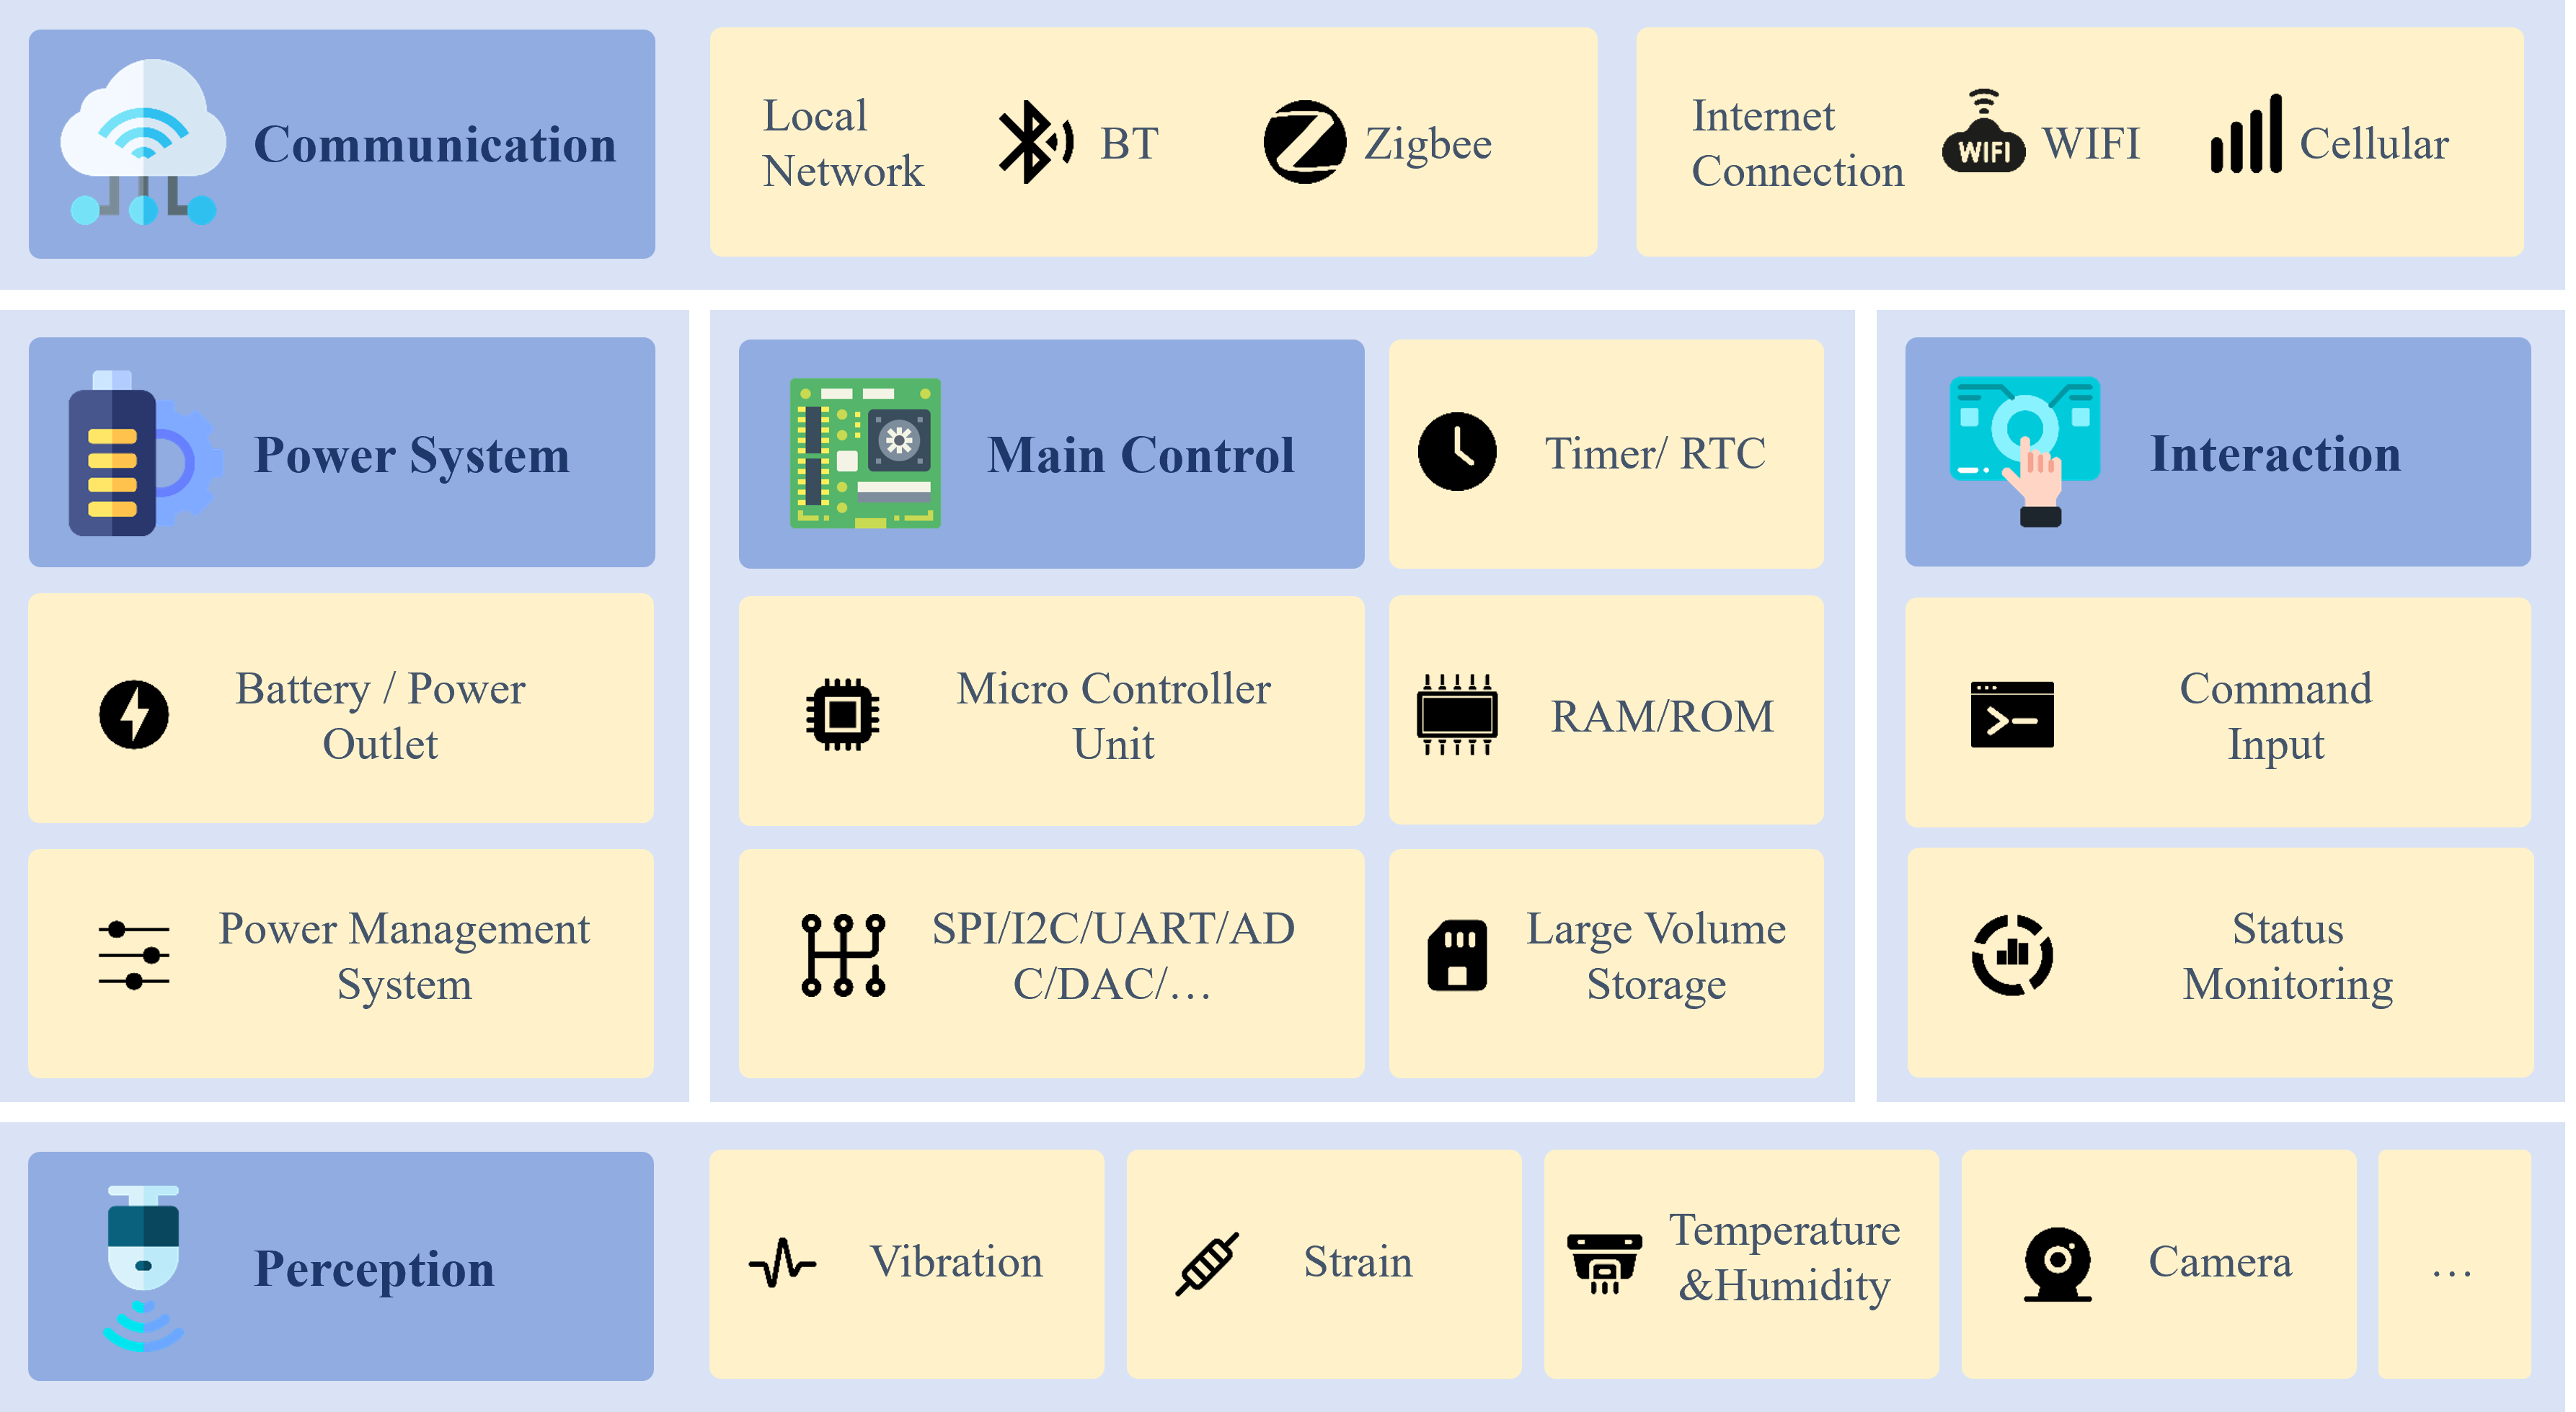 Communication
Local
Network
BT
Zigbee
Internet
Connection
WIFI
WIFI
Cellular
Power System
Battery / Power
Outlet
Power Management
System
Main Control
Timer/ RTC
Micro Controller
Unit
RAM/ROM
SPI/I2C/UART/AD
C/DAC/…
Large Volume
Storage
Interaction
Command
Input
Status
Monitoring
Perception
Vibration
Strain
Temperature
&Humidity
Camera
…